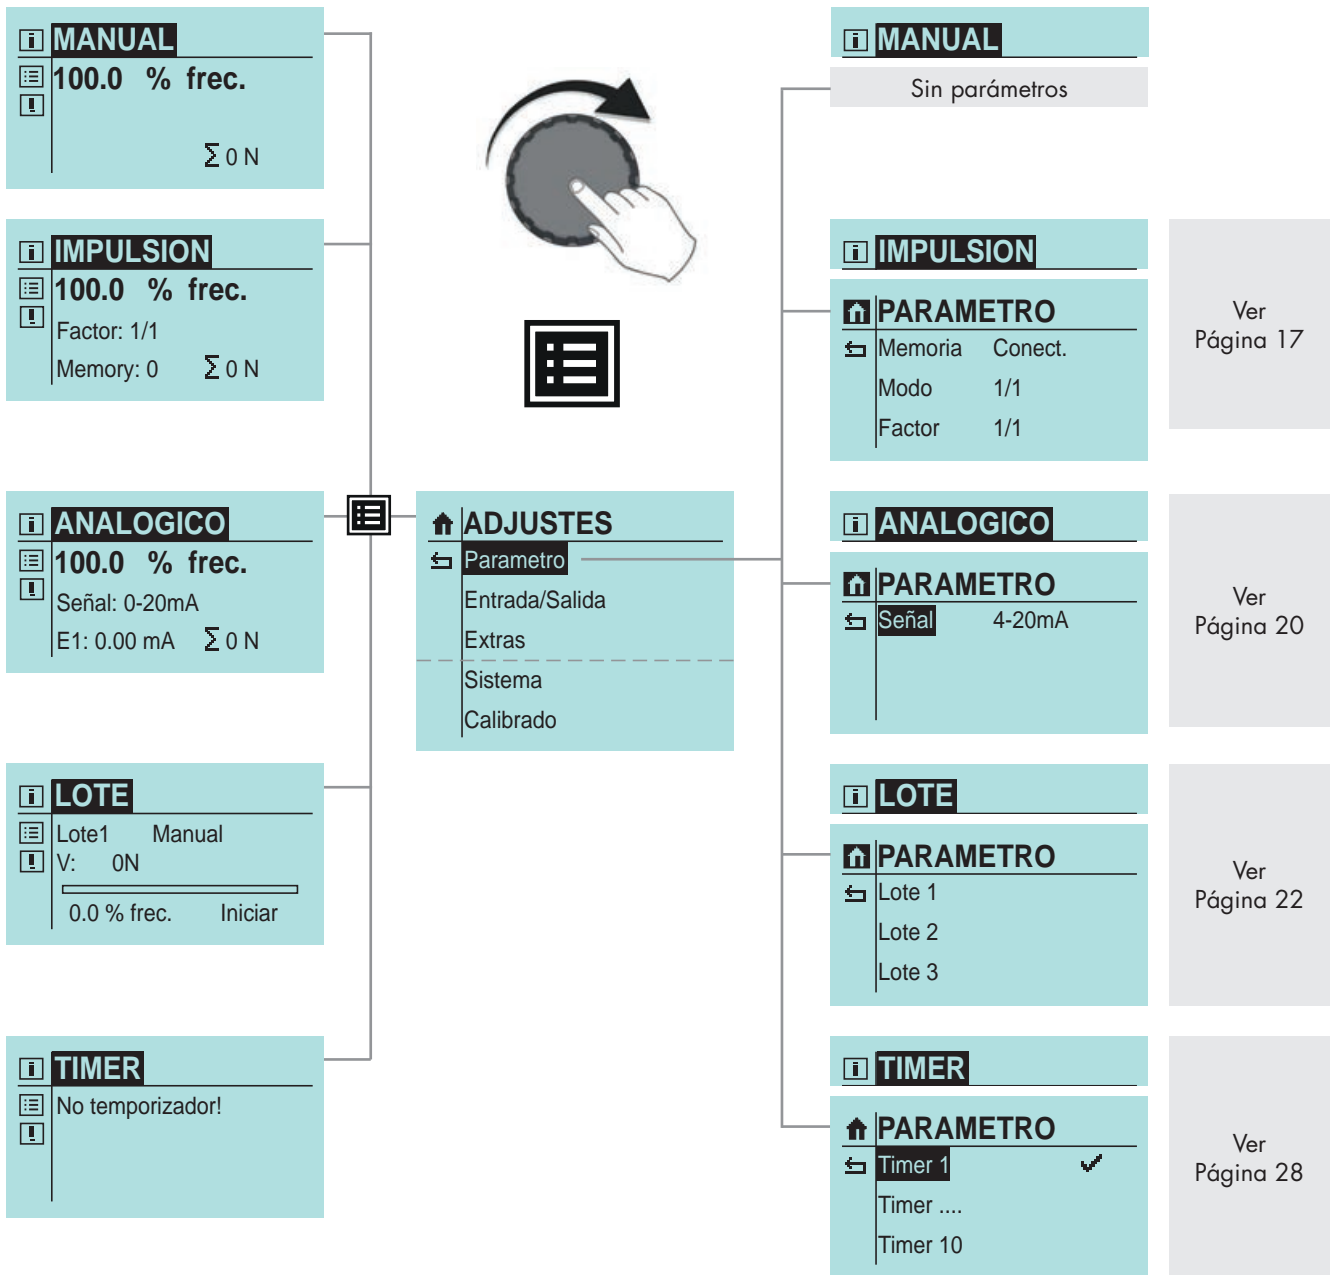 MANUAL
100.0 % frec.
Σ 0 N
IMPULSION
100.0 % frec.
Factor: 1/1
Memory: 0 Σ 0 N
ANALOGICO
100.0 % frec.
Señal: 0-20mA
E1: 0.00 mA Σ 0 N
LOTE
Lote1 Manual
V: 0N
0.0 % frec. Iniciar
TIMER
No temporizador!
ADJUSTES
Parametro
Entrada/Salida
Extras
Sistema
Calibrado
MANUAL
Sin parámetros
IMPULSION
PARAMETRO
Memoria Conect.
Modo 1/1
Factor 1/1
Ver
Página 17
ANALOGICO
PARAMETRO
Señal 4-20mA
Ver
Página 20
LOTE
PARAMETRO
Lote 1
Lote 2
Lote 3
Ver
Página 22
TIMER
PARAMETRO
Timer 1
Timer ....
Timer 10
Ver
Página 28